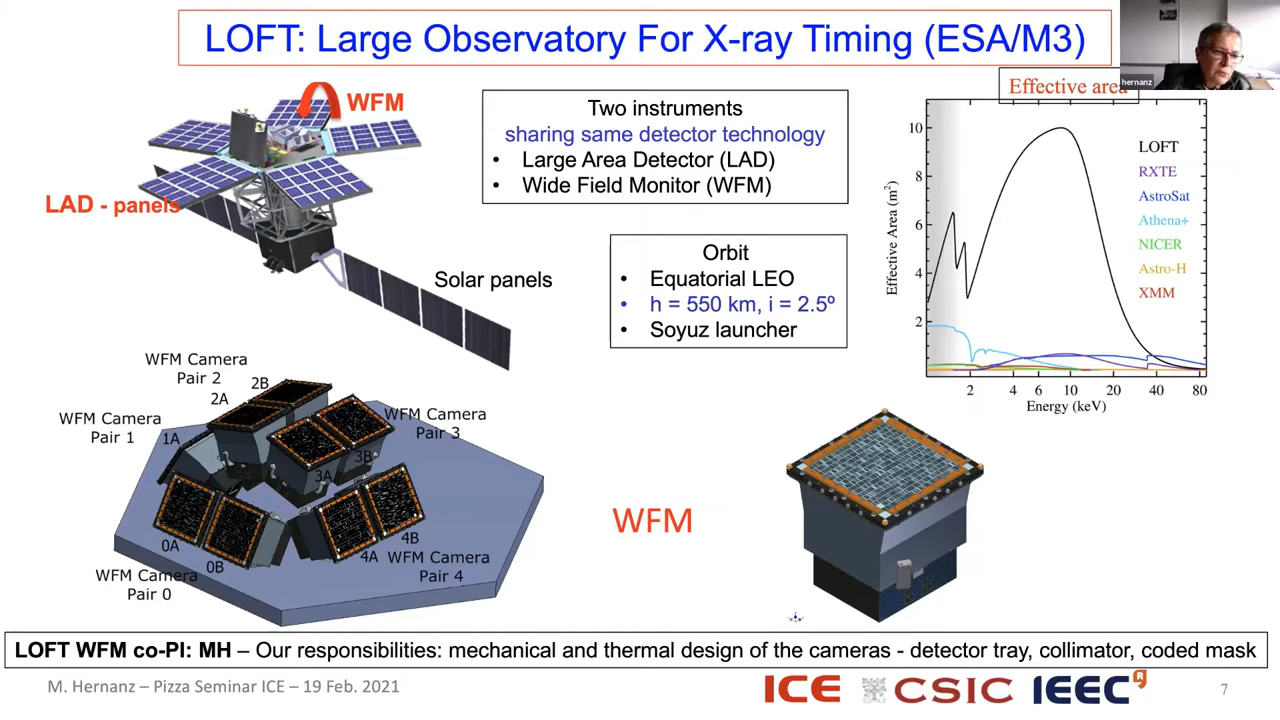 LOFT: Large Observatory For X-ray Timing (ESA/M3)
hernanz
WFM
LAD - panels
Solar panels
Two instruments
sharing same detector technology
• Large Area Detector (LAD)
• Wide Field Monitor (WFM)
Orbit
• Equatorial LEO
• h = 550 km, i = 2.5º
• Soyuz launcher
Effective area
Effective Area (m²)
10
8
6
4
2
LOFT
RXTE
AstroSat
Athena+
NICER
Astro-H
XMM
2 4 6 10 20 40 80
Energy (keV)
WFM Camera
Pair 2
2B
2A
WFM Camera
Pair 1
1A
WFM Camera
Pair 3
3B
3A
0A
0B
WFM Camera
Pair 0
4B
4A
WFM Camera
Pair 4
WFM
LOFT WFM co-PI: MH – Our responsibilities: mechanical and thermal design of the cameras - detector tray, collimator, coded mask
M. Hernanz – Pizza Seminar ICE – 19 Feb. 2021
ICE CSIC IEEC R
7